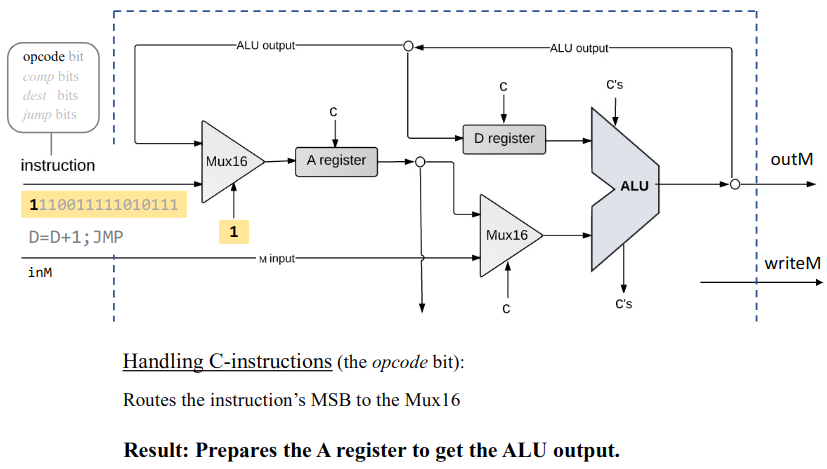 opcode bit
comp bits
dest bits
jump bits
instruction
1110011111010111
D=D+1;JMP
inM
ALU output
ALU output
Mux16
1
C
A register
C
D register
C's
ALU
C's
Mux16
C
M input
outM
writeM
Handling C-instructions (the opcode bit):
Routes the instruction’s MSB to the Mux16
Result: Prepares the A register to get the ALU output.